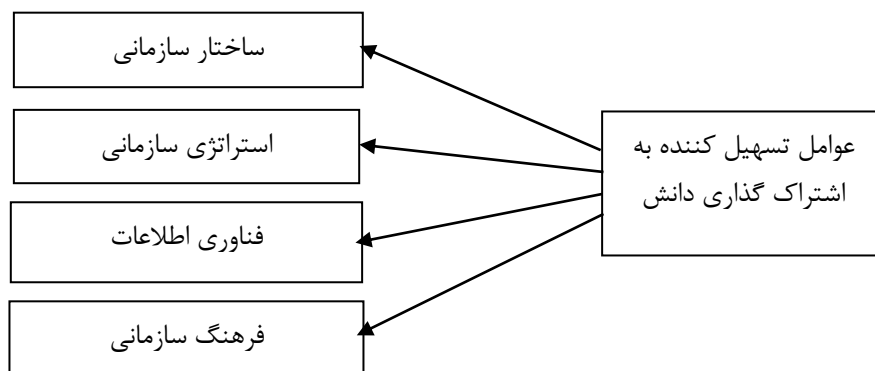 ساختار سازمانی
استراتژی سازمانی
عوامل تسهیل کننده به
اشتراک گذاری دانش
فناوری اطلاعات
فرهنگ سازمانی